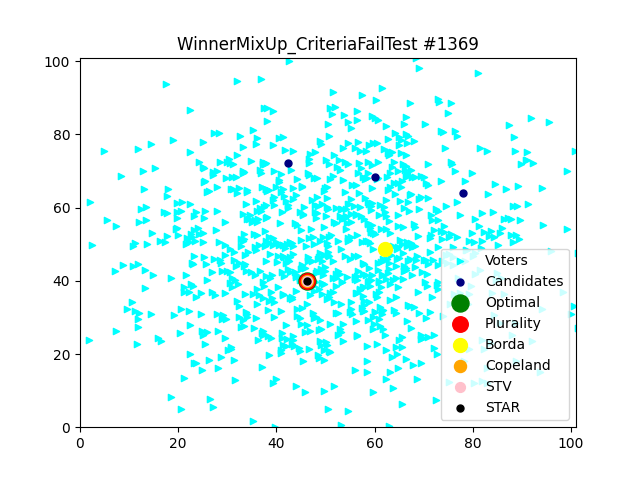 WinnerMixUp_CriteriaFailTest #1369
100
80
60
40
20
0
0
20
40
60
80
100
Voters
Candidates
Optimal
Plurality
Borda
Copeland
STV
STAR